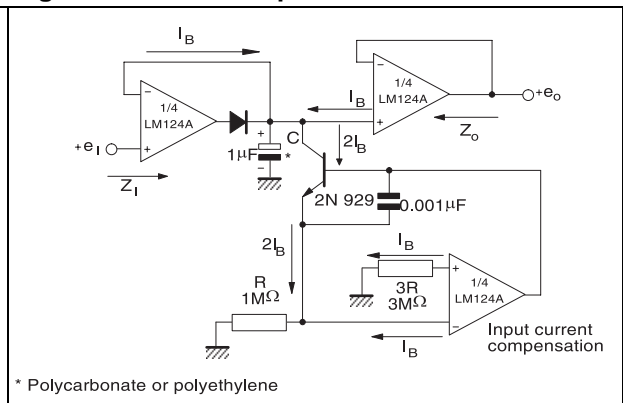 I_B
1/4
LM124A
+e_I
Z_I
+
1μF
*
−
C
I_B
2I_B
1/4
LM124A
+e_o
Z_o
2N 929
0.001μF
2I_B
R
1MΩ
I_B
3R
3MΩ
1/4
LM124A
I_B
Input current
compensation
* Polycarbonate or polyethylene